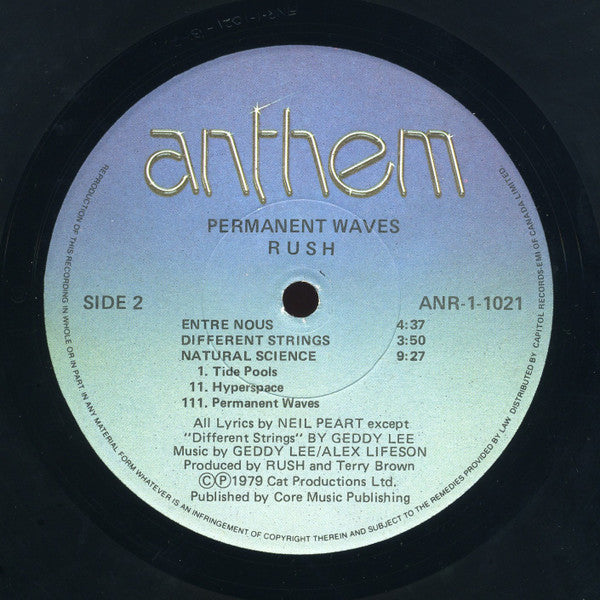 anthem
PERMANENT WAVES
RUSH
SIDE 2
ANR-1-1021
ENTRE NOUS 4:37
DIFFERENT STRINGS 3:50
NATURAL SCIENCE 9:27
1. Tide Pools
11. Hyperspace
111. Permanent Waves
All Lyrics by NEIL PEART except
"Different Strings" BY GEDDY LEE
Music by GEDDY LEE/ALEX LIFESON
Produced by RUSH and Terry Brown
©℗1979 Cat Productions Ltd.
Published by Core Music Publishing
REPRODUCTION OF THIS RECORDING IN WHOLE OR IN PART IN ANY MATERIAL FORM WHATEVER IS AN INFRINGEMENT OF COPYRIGHT THEREIN AND SUBJECT TO THE REMEDIES PROVIDED BY LAW DISTRIBUTED BY CAPITOL RECORDS-EMI OF CANADA LIMITED.